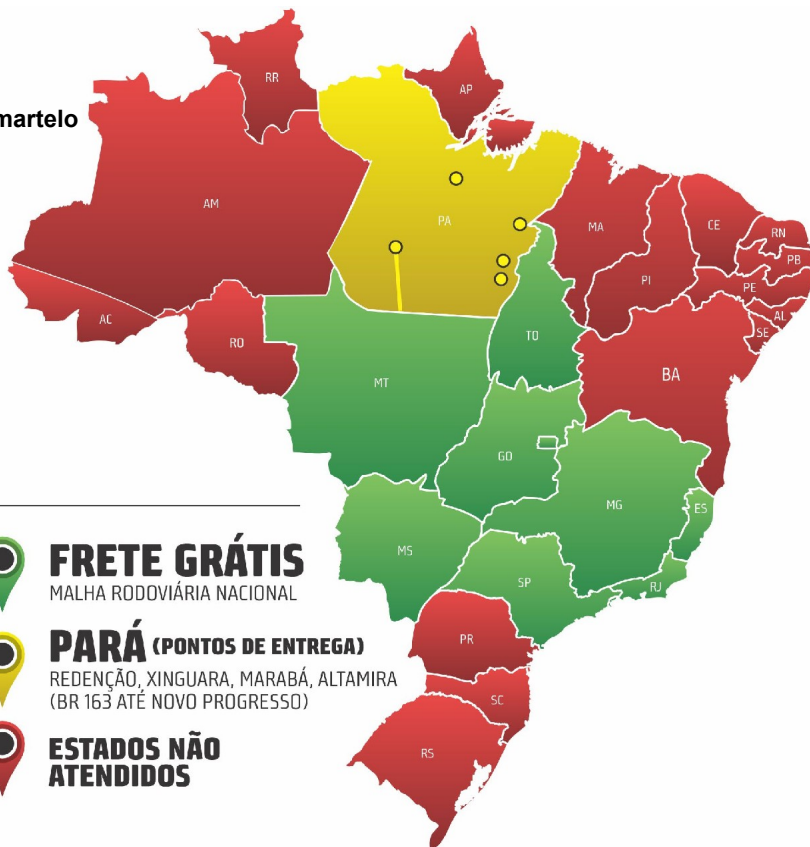 martelo
RR
AP
AM
PA
MA
CE
RN
PB
PI
PE
AL
SE
AC
RO
TO
BA
MT
GO
MG
ES
MS
SP
RJ
PR
SC
RS
FRETE GRÁTIS
MALHA RODOVIÁRIA NACIONAL
PARÁ (PONTOS DE ENTREGA)
REDENÇÃO, XINGUARA, MARABÁ, ALTAMIRA
(BR 163 ATÉ NOVO PROGRESSO)
ESTADOS NÃO
ATENDIDOS